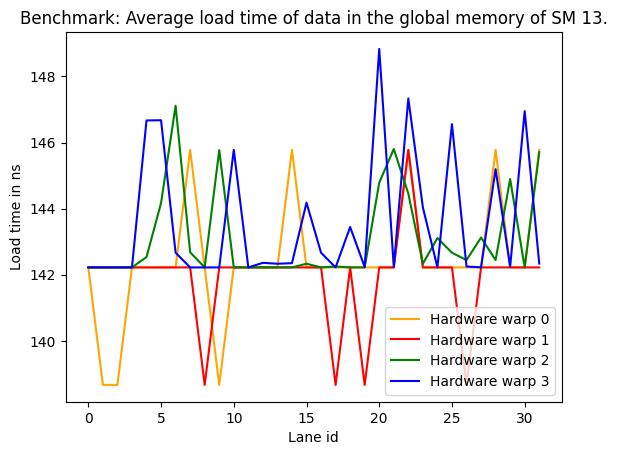 Benchmark: Average load time of data in the global memory of SM 13.
Load time in ns
148
146
144
142
140
0 5 10 15 20 25 30
Lane id
Hardware warp 0
Hardware warp 1
Hardware warp 2
Hardware warp 3